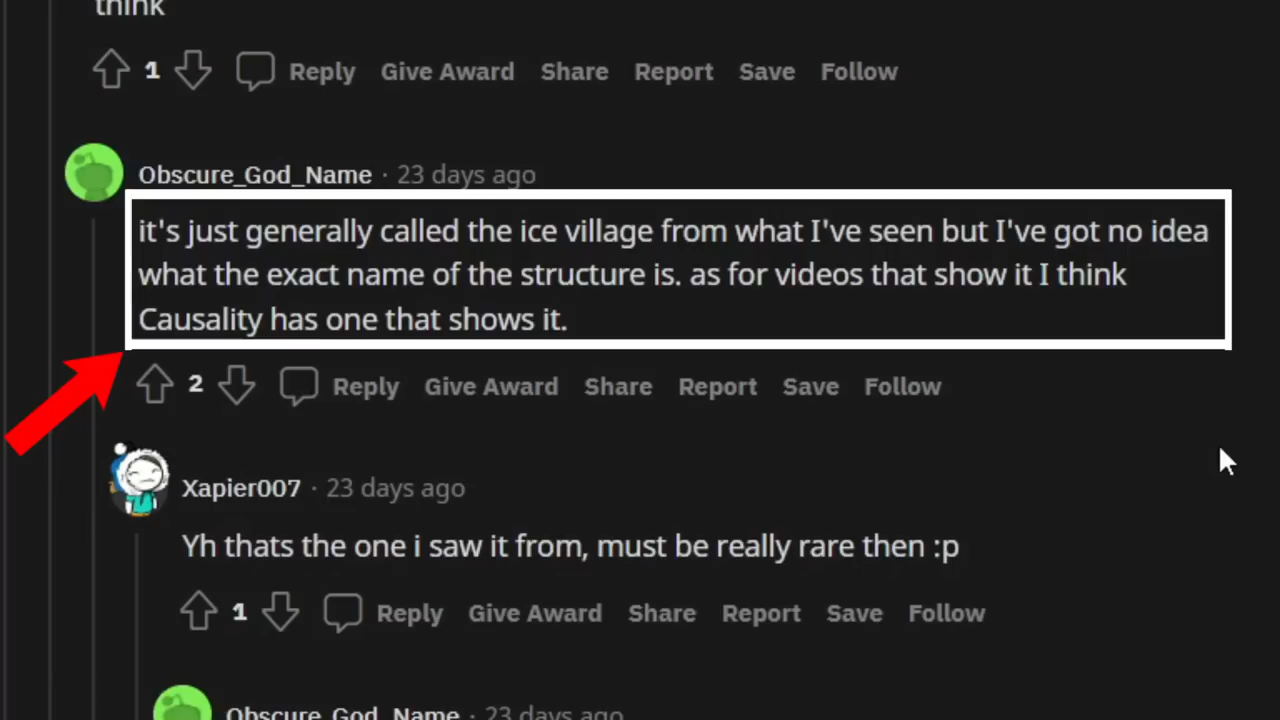 think
1 Reply Give Award Share Report Save Follow
Obscure_God_Name · 23 days ago
it's just generally called the ice village from what I've seen but I've got no idea
what the exact name of the structure is. as for videos that show it I think
Causality has one that shows it.
2 Reply Give Award Share Report Save Follow
Xapier007 · 23 days ago
Yh thats the one i saw it from, must be really rare then :p
1 Reply Give Award Share Report Save Follow
Obscure_God_Name · 23 days ago